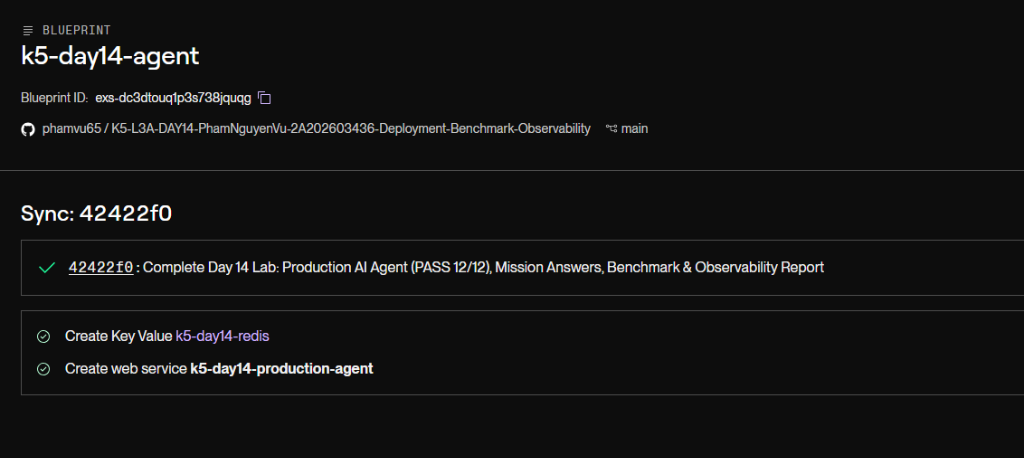 BLUEPRINT
k5-day14-agent
Blueprint ID: exs-dc3dtouq1p3s738jquqg
phamvu65 / K5-L3A-DAY14-PhamNguyenVu-2A202603436-Deployment-Benchmark-Observability main
Sync: 42422f0
42422f0 : Complete Day 14 Lab: Production AI Agent (PASS 12/12), Mission Answers, Benchmark & Observability Report
Create Key Value k5-day14-redis
Create web service k5-day14-production-agent